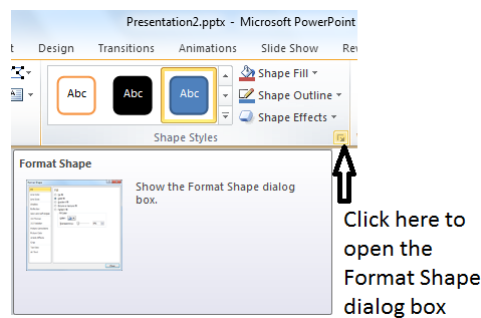 Presentation2.pptx - Microsoft PowerPoint
Design Transitions Animations Slide Show
Abc Abc Abc
Shape Fill
Shape Outline
Shape Effects
Shape Styles
Format Shape
Show the Format Shape dialog
box.
Click here to
open the
Format Shape
dialog box